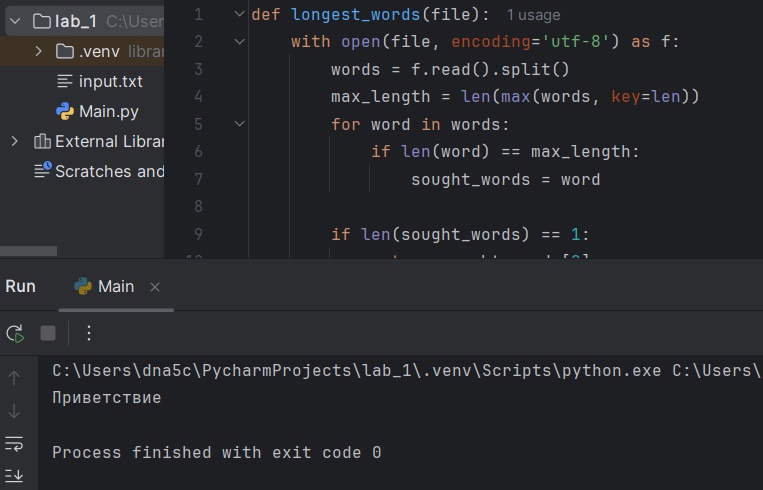 lab_1 C:\User
.venv librar
input.txt
Main.py
External Librar
Scratches and
1 def longest_words(file): 1 usage
2 with open(file, encoding='utf-8') as f:
3 words = f.read().split()
4 max_length = len(max(words, key=len))
5 for word in words:
6 if len(word) == max_length:
7 sought_words = word
8
9 if len(sought_words) == 1:
Run Main
C:\Users\dna5c\PycharmProjects\lab_1\.venv\Scripts\python.exe C:\Users\
Приветствие
Process finished with exit code 0